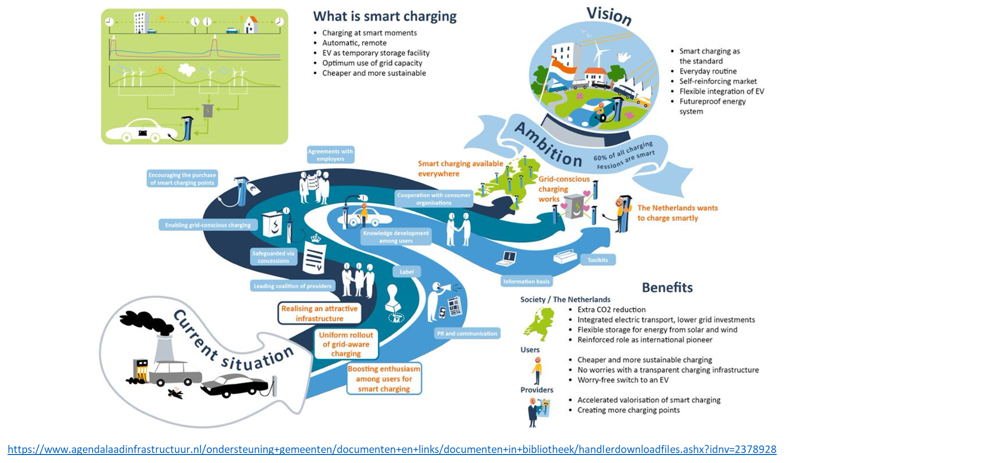 What is smart charging
• Charging at smart moments
• Automatic, remote
• EV as temporary storage facility
• Optimum use of grid capacity
• Cheaper and more sustainable
Vision
• Smart charging as
the standard
• Everyday routine
• Self-reinforcing market
• Flexible integration of EV
• Futureproof energy
system
Ambition
60% of all charging
sessions are smart
Agreements with
employers
Encouraging the purchase
of smart charging points
Smart charging available
everywhere
Grid-conscious
charging
works
Cooperation with consumer
organisations
The Netherlands wants
to charge smartly
Enabling grid-conscious charging
Knowledge development
among users
Safeguarded via
concessions
Toolkits
Label
Information basis
Leading coalition of providers
Realising an attractive
infrastructure
Uniform rollout
of grid-aware
charging
PR and communication
Boosting enthusiasm
among users for
smart charging
Current situation
Benefits
Society / The Netherlands
• Extra CO2 reduction
• Integrated electric transport, lower grid investments
• Flexible storage for energy from solar and wind
• Reinforced role as international pioneer
Users
• Cheaper and more sustainable charging
• No worries with a transparent charging infrastructure
• Worry-free switch to an EV
Providers
• Accelerated valorisation of smart charging
• Creating more charging points
https://www.agendalaadinfrastructuur.nl/ondersteuning+gemeenten/documenten+en+links/documenten+in+bibliotheek/handlerdownloadfiles.ashx?idnv=2378928